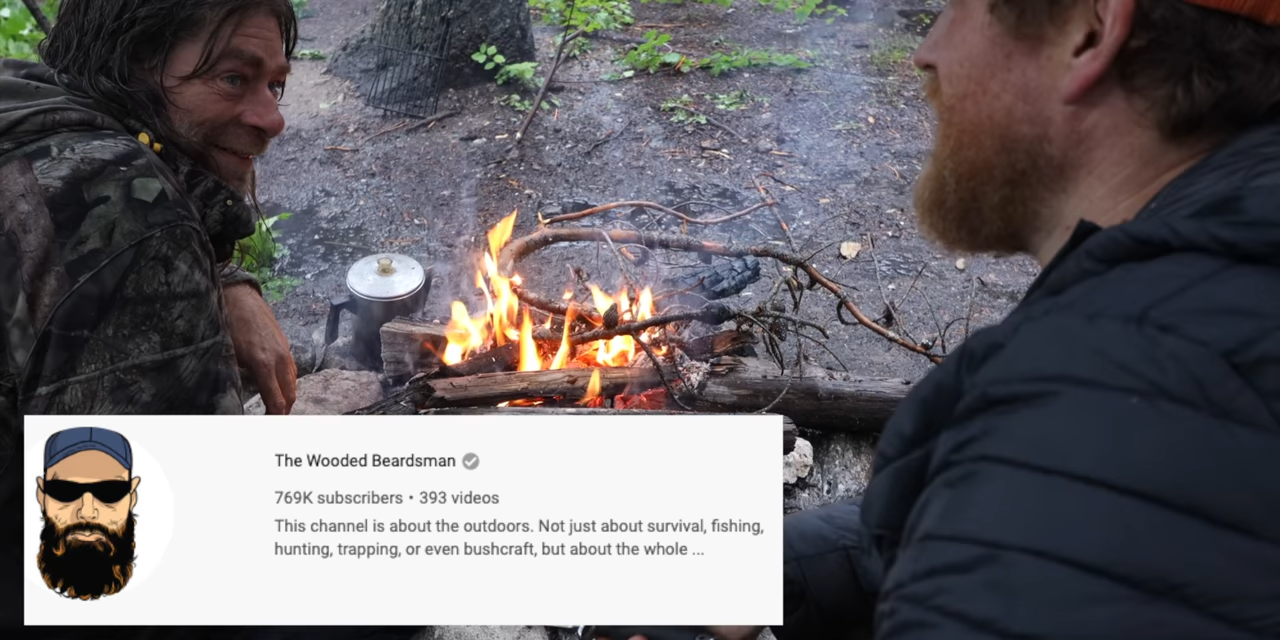 The Wooded Beardsman
769K subscribers • 393 videos
This channel is about the outdoors. Not just about survival, fishing,
hunting, trapping, or even bushcraft, but about the whole ...